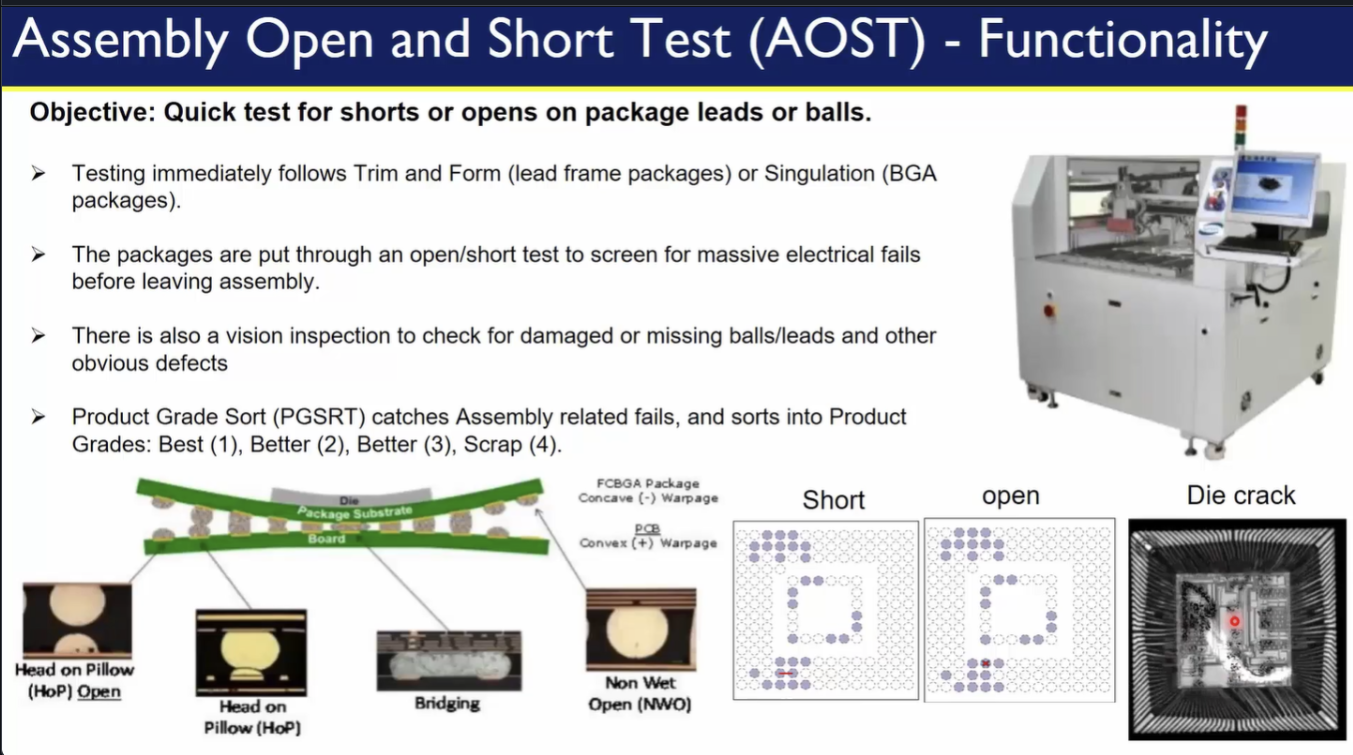 Assembly Open and Short Test (AOST) - Functionality
Objective: Quick test for shorts or opens on package leads or balls.
➢ Testing immediately follows Trim and Form (lead frame packages) or Singulation (BGA
packages).
➢ The packages are put through an open/short test to screen for massive electrical fails
before leaving assembly.
➢ There is also a vision inspection to check for damaged or missing balls/leads and other
obvious defects
➢ Product Grade Sort (PGSRT) catches Assembly related fails, and sorts into Product
Grades: Best (1), Better (2), Better (3), Scrap (4).
Die
Package Substrate
Board
FCBGA Package
Concave (-) Warpage
PCB
Convex (+) Warpage
Head on Pillow
(HoP) Open
Head on
Pillow (HoP)
Bridging
Non Wet
Open (NWO)
Short
open
Die crack